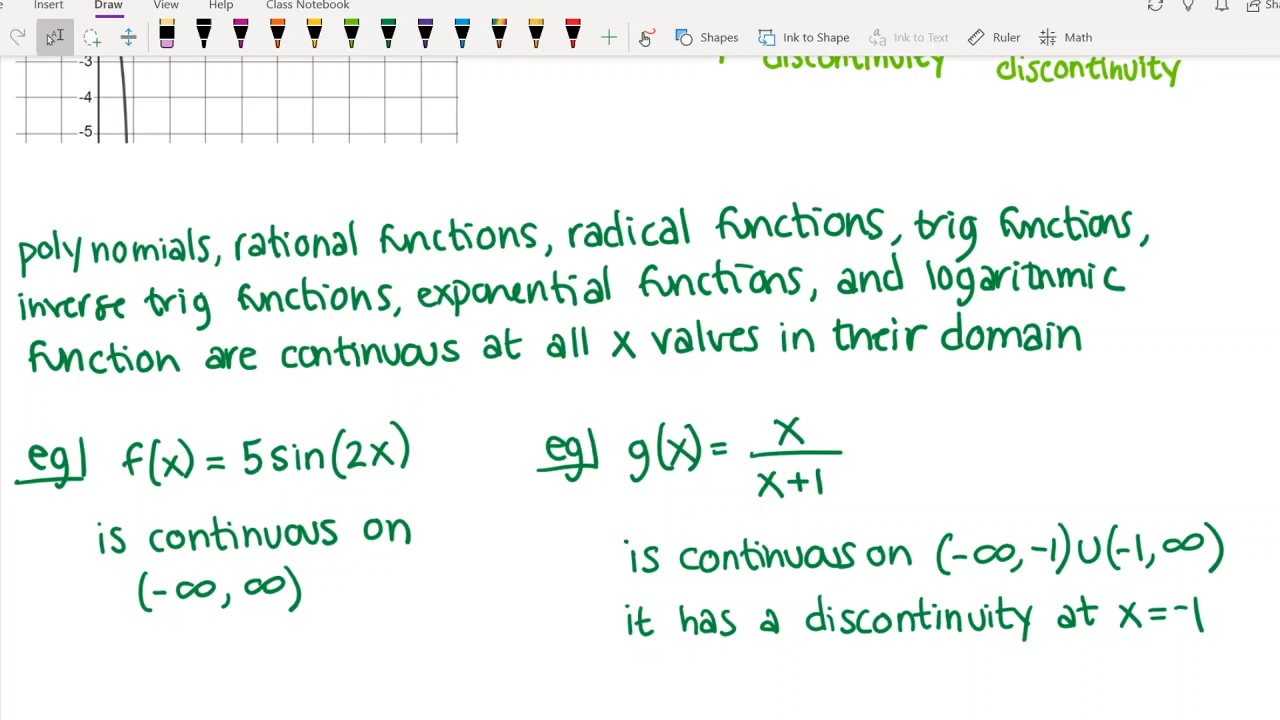 Insert Draw View Help Class Notebook
Shapes Ink to Shape Ink to Text Ruler Math
-3
-4
-5
discontinuity discontinuity
polynomials, rational functions, radical functions, trig functions,
inverse trig functions, exponential functions, and logarithmic
function are continuous at all x values in their domain
eg] f(x) = 5 sin(2x)
is continuous on
(-∞, ∞)
eg] g(x) = x
x+1
is continuous on (-∞, -1)∪(-1, ∞)
it has a discontinuity at x=-1